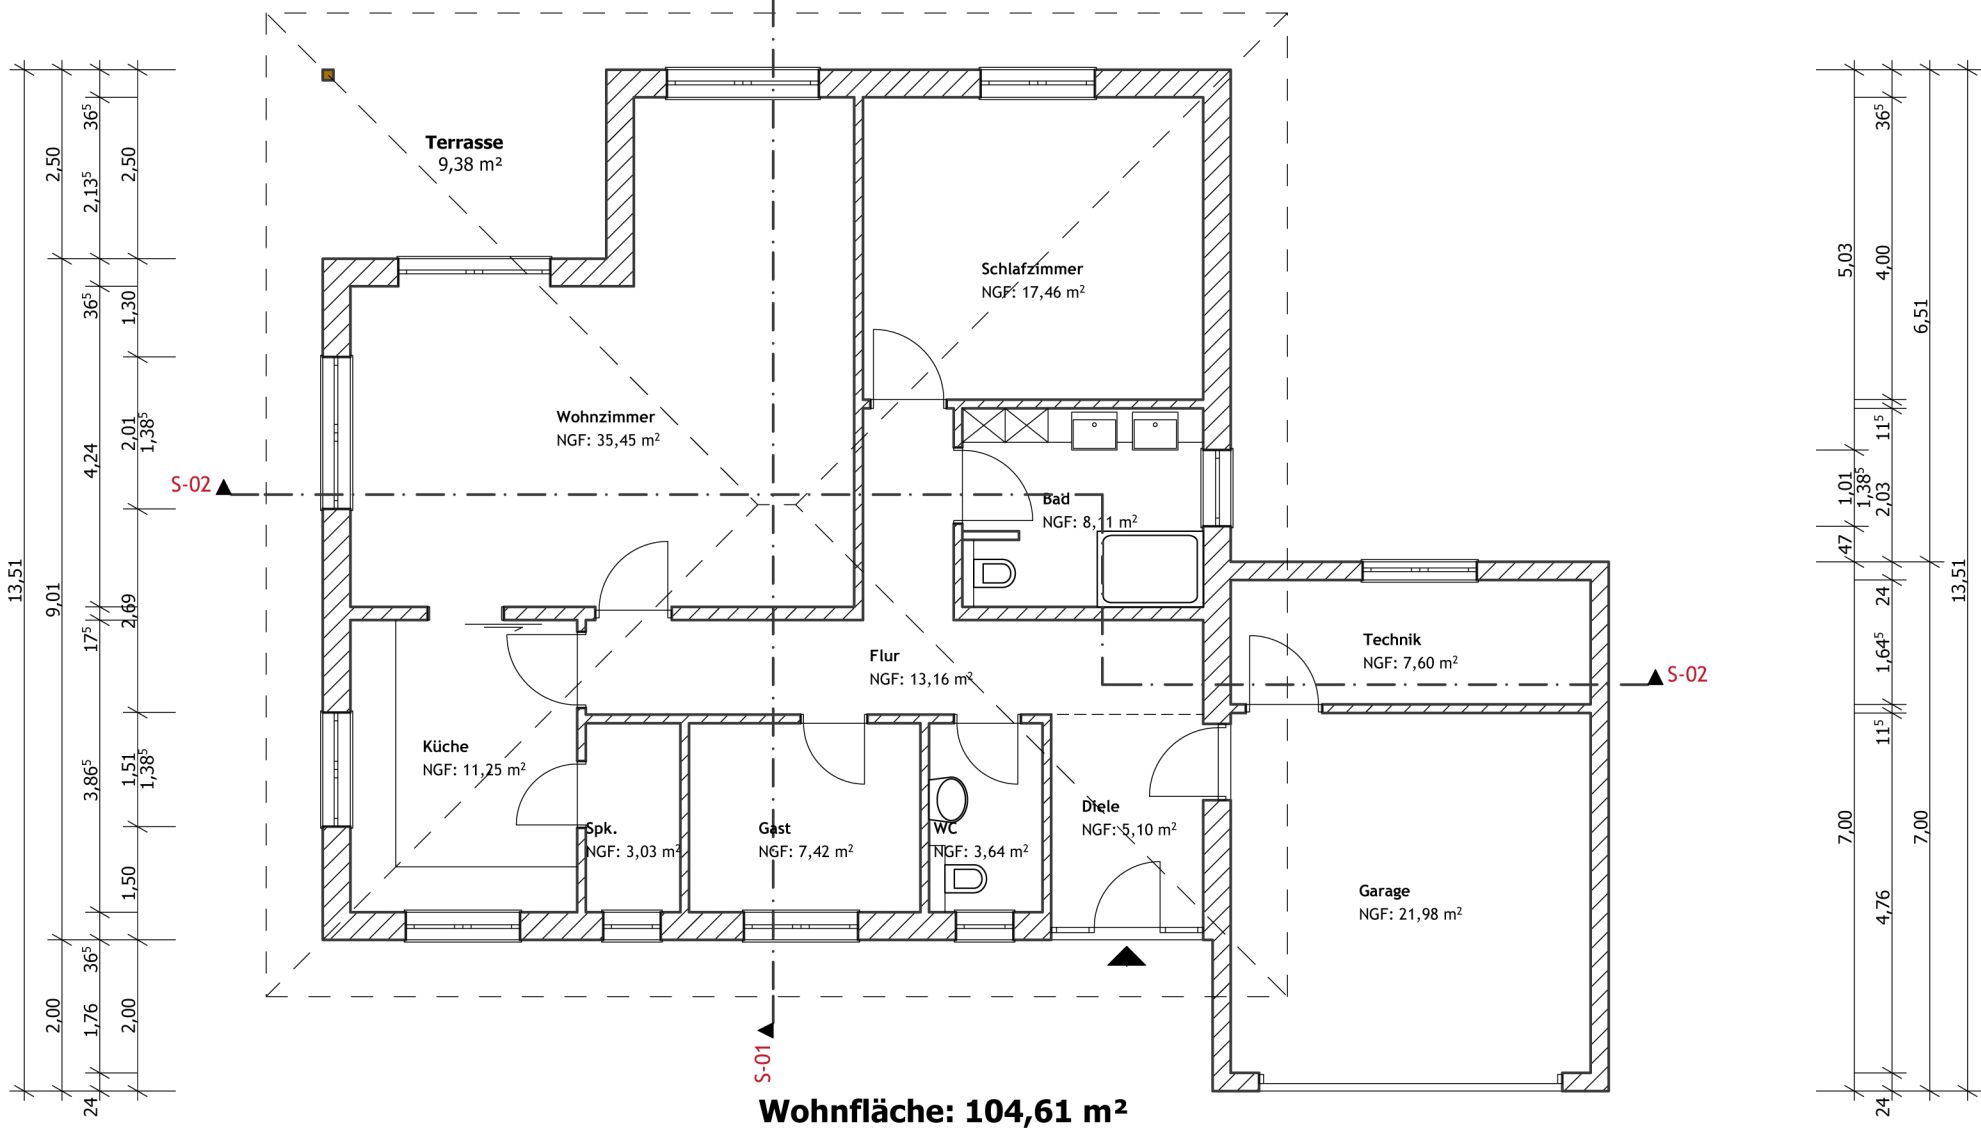 Terrasse
9,38 m²
Schlafzimmer
NGF: 17,46 m²
Wohnzimmer
NGF: 35,45 m²
S-02
Bad
NGF: 8,11 m²
Flur
NGF: 13,16 m²
Technik
NGF: 7,60 m²
S-02
Küche
NGF: 11,25 m²
Spk.
NGF: 3,03 m²
Gast
NGF: 7,42 m²
WC
NGF: 3,64 m²
Diele
NGF: 5,10 m²
Garage
NGF: 21,98 m²
S-01
Wohnfläche: 104,61 m²
13,51
2,50
9,01
2,00
36⁵
2,13⁵
36⁵
4,24
17⁵
3,86⁵
36⁵
1,76
24
2,50
1,30
2,01
1,38⁵
2,69
1,51
1,38⁵
1,50
2,00
5,03
1,01
1,38⁵
47
7,00
36⁵
4,00
11⁵
2,03
24
1,64⁵
11⁵
4,76
24
6,51
7,00
13,51